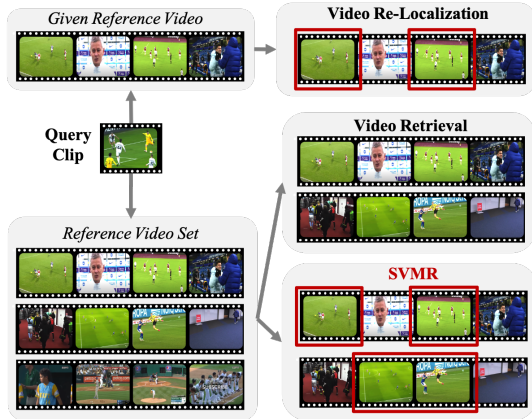 Given Reference Video
Video Re-Localization
Query
Clip
Video Retrieval
Reference Video Set
SVMR